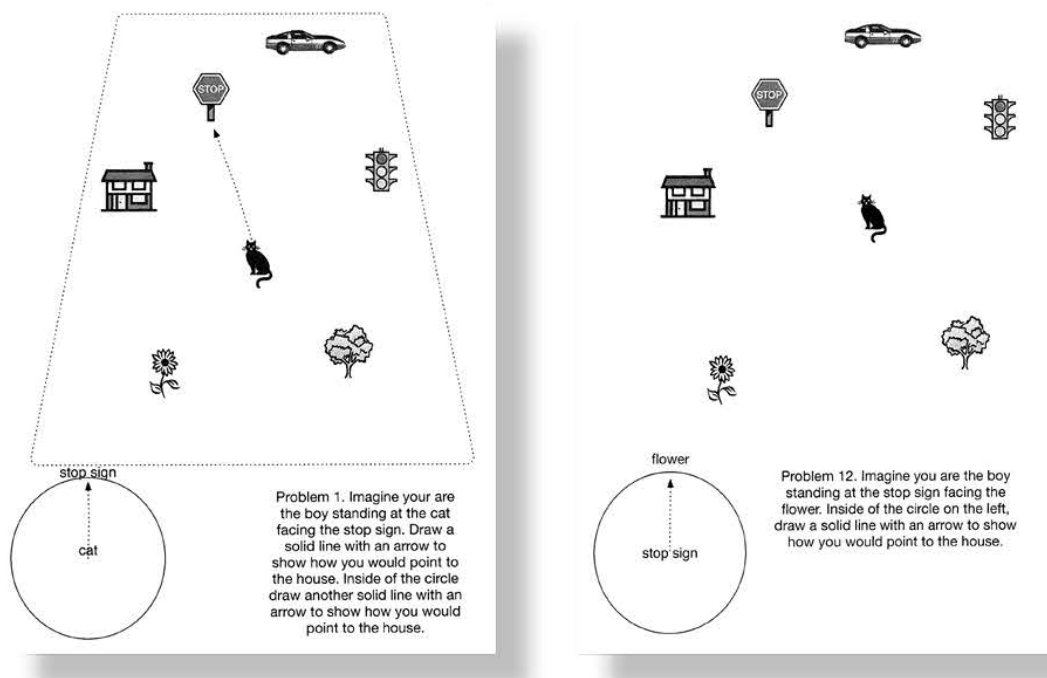 STOP
stop sign
cat
Problem 1. Imagine your are
the boy standing at the cat
facing the stop sign. Draw a
solid line with an arrow to
show how you would point to
the house. Inside of the circle
draw another solid line with an
arrow to show how you would
point to the house.
STOP
flower
stop sign
Problem 12. Imagine you are the boy
standing at the stop sign facing the
flower. Inside of the circle on the left,
draw a solid line with an arrow to show
how you would point to the house.